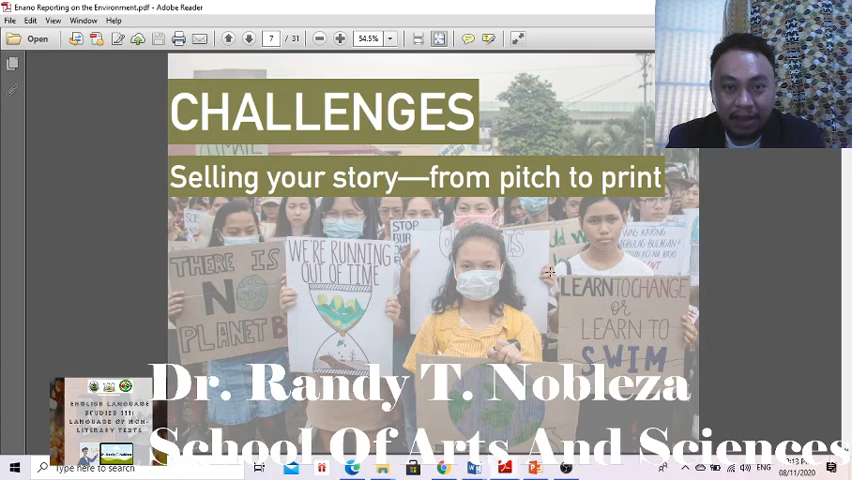 Enano Reporting on the Environment.pdf - Adobe Reader
File Edit View Window Help
Open 7 / 31 54.5%
CHALLENGES
Selling your story—from pitch to print
STOP
WE'RE RUNNING
OUT OF TIME
THERE IS
NO
PLANET B
LEARN TO CHANGE
or
LEARN TO
SWIM
Dr. Randy T. Nobleza
School Of Arts And Sciences
ENGLISH LANGUAGE
STUDIES 111:
LANGUAGE OF NON-
LITERARY TEXTS
Dr. Randy T. Nobleza
Type here to search
ENG
08/11/2020